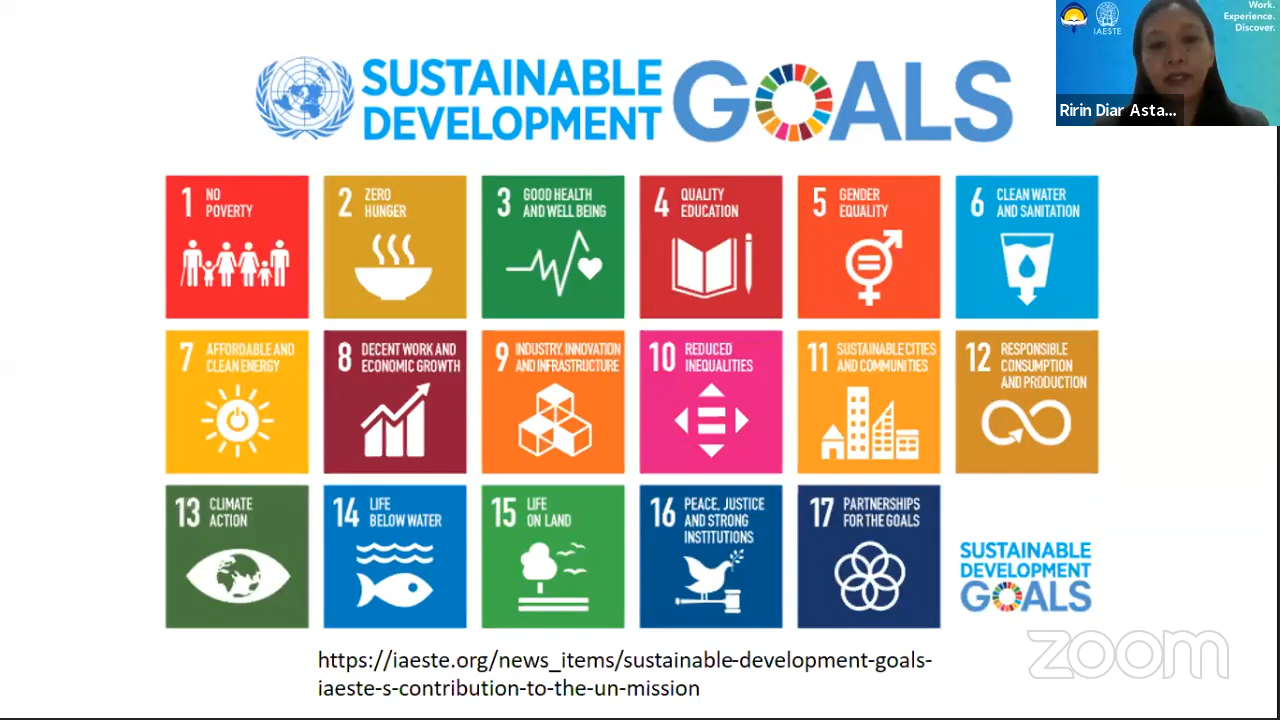 Work.
Experience.
Discover.
IAESTE
Ririn Diar Asta...
SUSTAINABLE
DEVELOPMENT
GOALS
1 NO
POVERTY
2 ZERO
HUNGER
3 GOOD HEALTH
AND WELL BEING
4 QUALITY
EDUCATION
5 GENDER
EQUALITY
6 CLEAN WATER
AND SANITATION
7 AFFORDABLE AND
CLEAN ENERGY
8 DECENT WORK AND
ECONOMIC GROWTH
9 INDUSTRY, INNOVATION
AND INFRASTRUCTURE
10 REDUCED
INEQUALITIES
11 SUSTAINABLE CITIES
AND COMMUNITIES
12 RESPONSIBLE
CONSUMPTION
AND PRODUCTION
13 CLIMATE
ACTION
14 LIFE
BELOW WATER
15 LIFE
ON LAND
16 PEACE, JUSTICE
AND STRONG
INSTITUTIONS
17 PARTNERSHIPS
FOR THE GOALS
SUSTAINABLE
DEVELOPMENT
GOALS
https://iaeste.org/news_items/sustainable-development-goals-
iaeste-s-contribution-to-the-un-mission
zoom